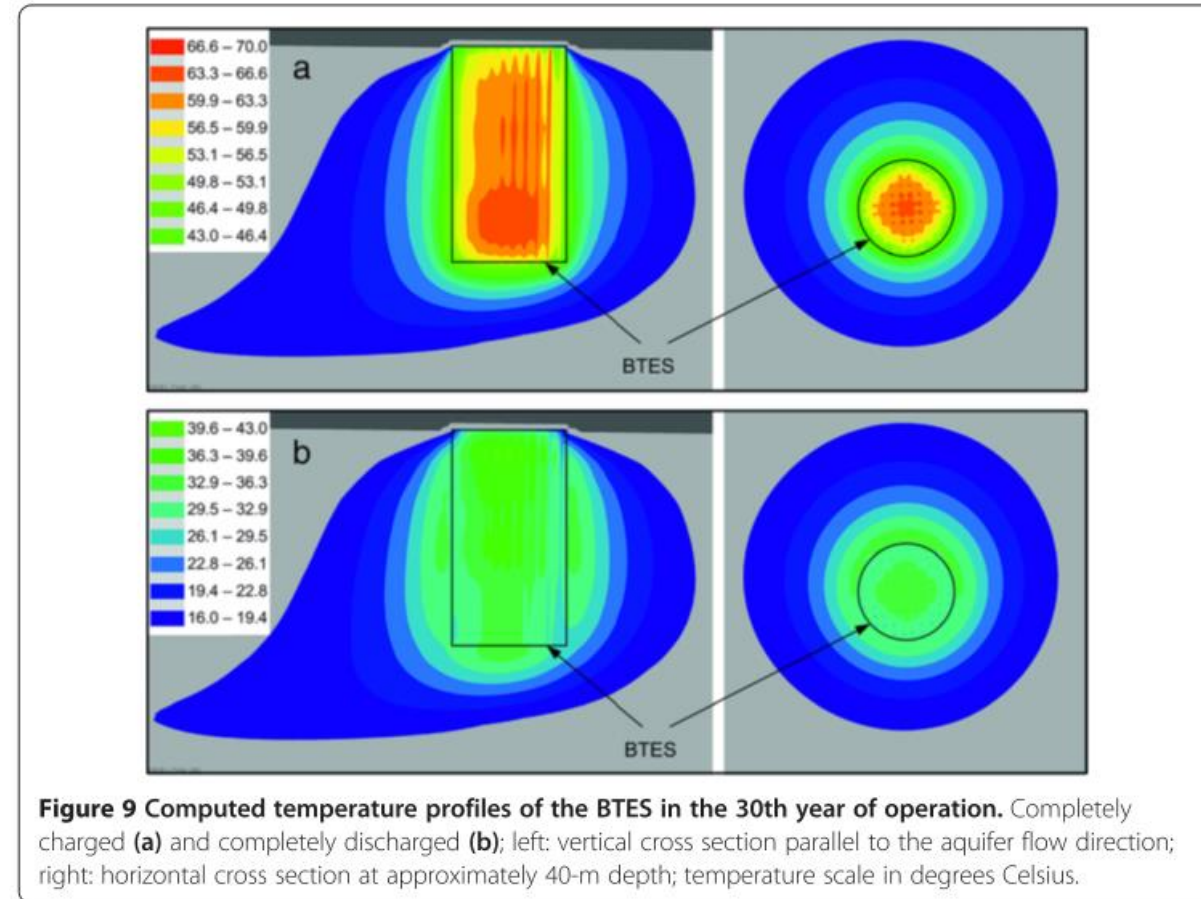 66.6 – 70.0
63.3 – 66.6
59.9 – 63.3
56.5 – 59.9
53.1 – 56.5
49.8 – 53.1
46.4 – 49.8
43.0 – 46.4
a
BTES
39.6 – 43.0
36.3 – 39.6
32.9 – 36.3
29.5 – 32.9
26.1 – 29.5
22.8 – 26.1
19.4 – 22.8
16.0 – 19.4
b
BTES
Figure 9 Computed temperature profiles of the BTES in the 30th year of operation. Completely
charged (a) and completely discharged (b); left: vertical cross section parallel to the aquifer flow direction;
right: horizontal cross section at approximately 40-m depth; temperature scale in degrees Celsius.